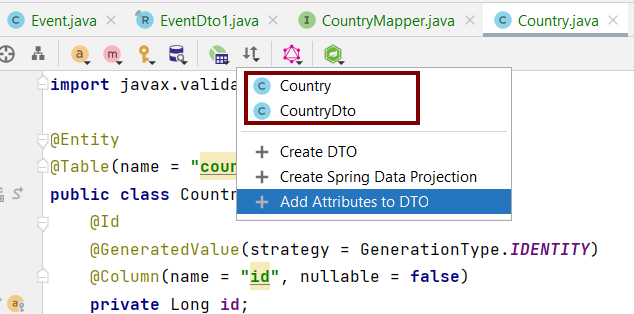 Event.java EventDto1.java CountryMapper.java Country.java
a m
import javax.valida
C Country
C CountryDto
@Entity
Create DTO
@Table(name = "coun
Create Spring Data Projection
public class Countr
Add Attributes to DTO
@Id
@GeneratedValue(strategy = GenerationType.IDENTITY)
@Column(name = "id", nullable = false)
private Long id;